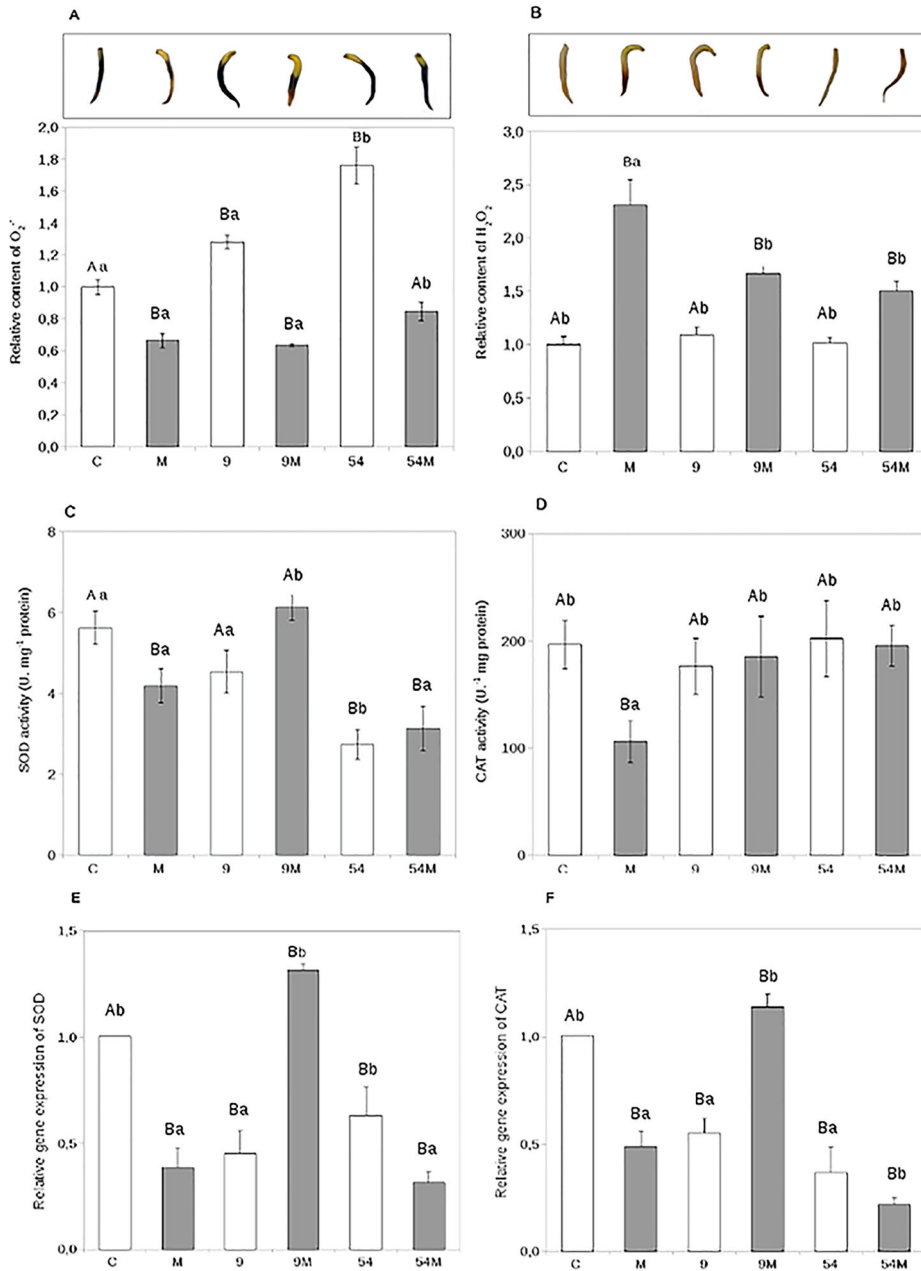 A
Relative content of O₂·⁻
2,0
1,8
1,6
1,4
1,2
1,0
0,8
0,6
0,4
0,2
0,0
Aa
Ba
Ba
Ba
Bb
Ab
C M 9 9M 54 54M
B
Relative content of H₂O₂
3,0
2,5
2,0
1,5
1,0
0,5
0,0
Ab
Ba
Ab
Bb
Ab
Bb
C M 9 9M 54 54M
C
SOD activity (U. mg⁻¹ protein)
8
6
4
2
0
Aa
Ba
Aa
Ab
Bb
Ba
C M 9 9M 54 54M
D
CAT activity (U.⁻¹ mg protein)
300
200
100
0
Ab
Ba
Ab
Ab
Ab
Ab
C M 9 9M 54 54M
E
Relative gene expression of SOD
1,5
1,0
0,5
0,0
Ab
Ba
Ba
Bb
Bb
Ba
C M 9 9M 54 54M
F
Relative gene expression of CAT
1,5
1,0
0,5
0,0
Ab
Ba
Ba
Bb
Ba
Bb
C M 9 9M 54 54M